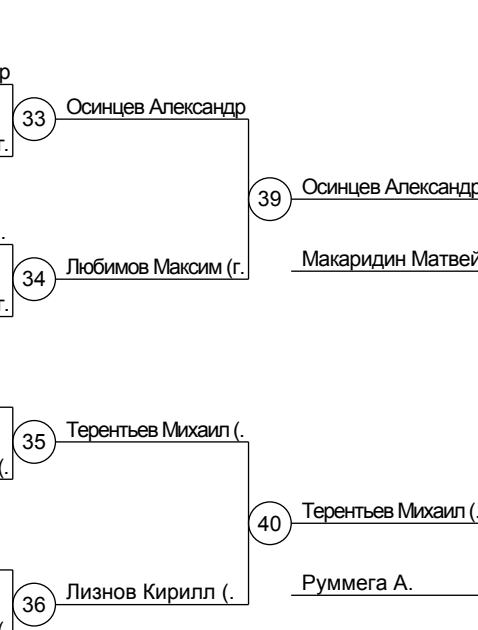 р
33
Осинцев Александр
г.
39
Осинцев Александр
.
34
Любимов Максим (г.
Макаридин Матвей
г.
35
Терентьев Михаил (.
(.
40
Терентьев Михаил (.
36
Лизнов Кирилл (.
Руммега А.
(